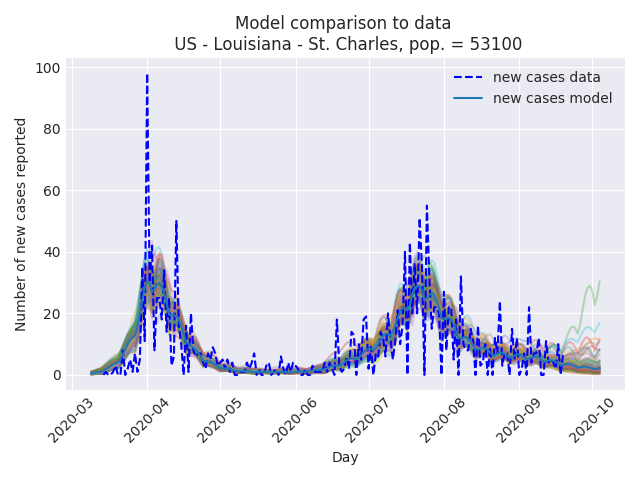 Model comparison to data
US - Louisiana - St. Charles, pop. = 53100
new cases data
new cases model
Number of new cases reported
100
80
60
40
20
0
2020-03
2020-04
2020-05
2020-06
2020-07
2020-08
2020-09
2020-10
Day